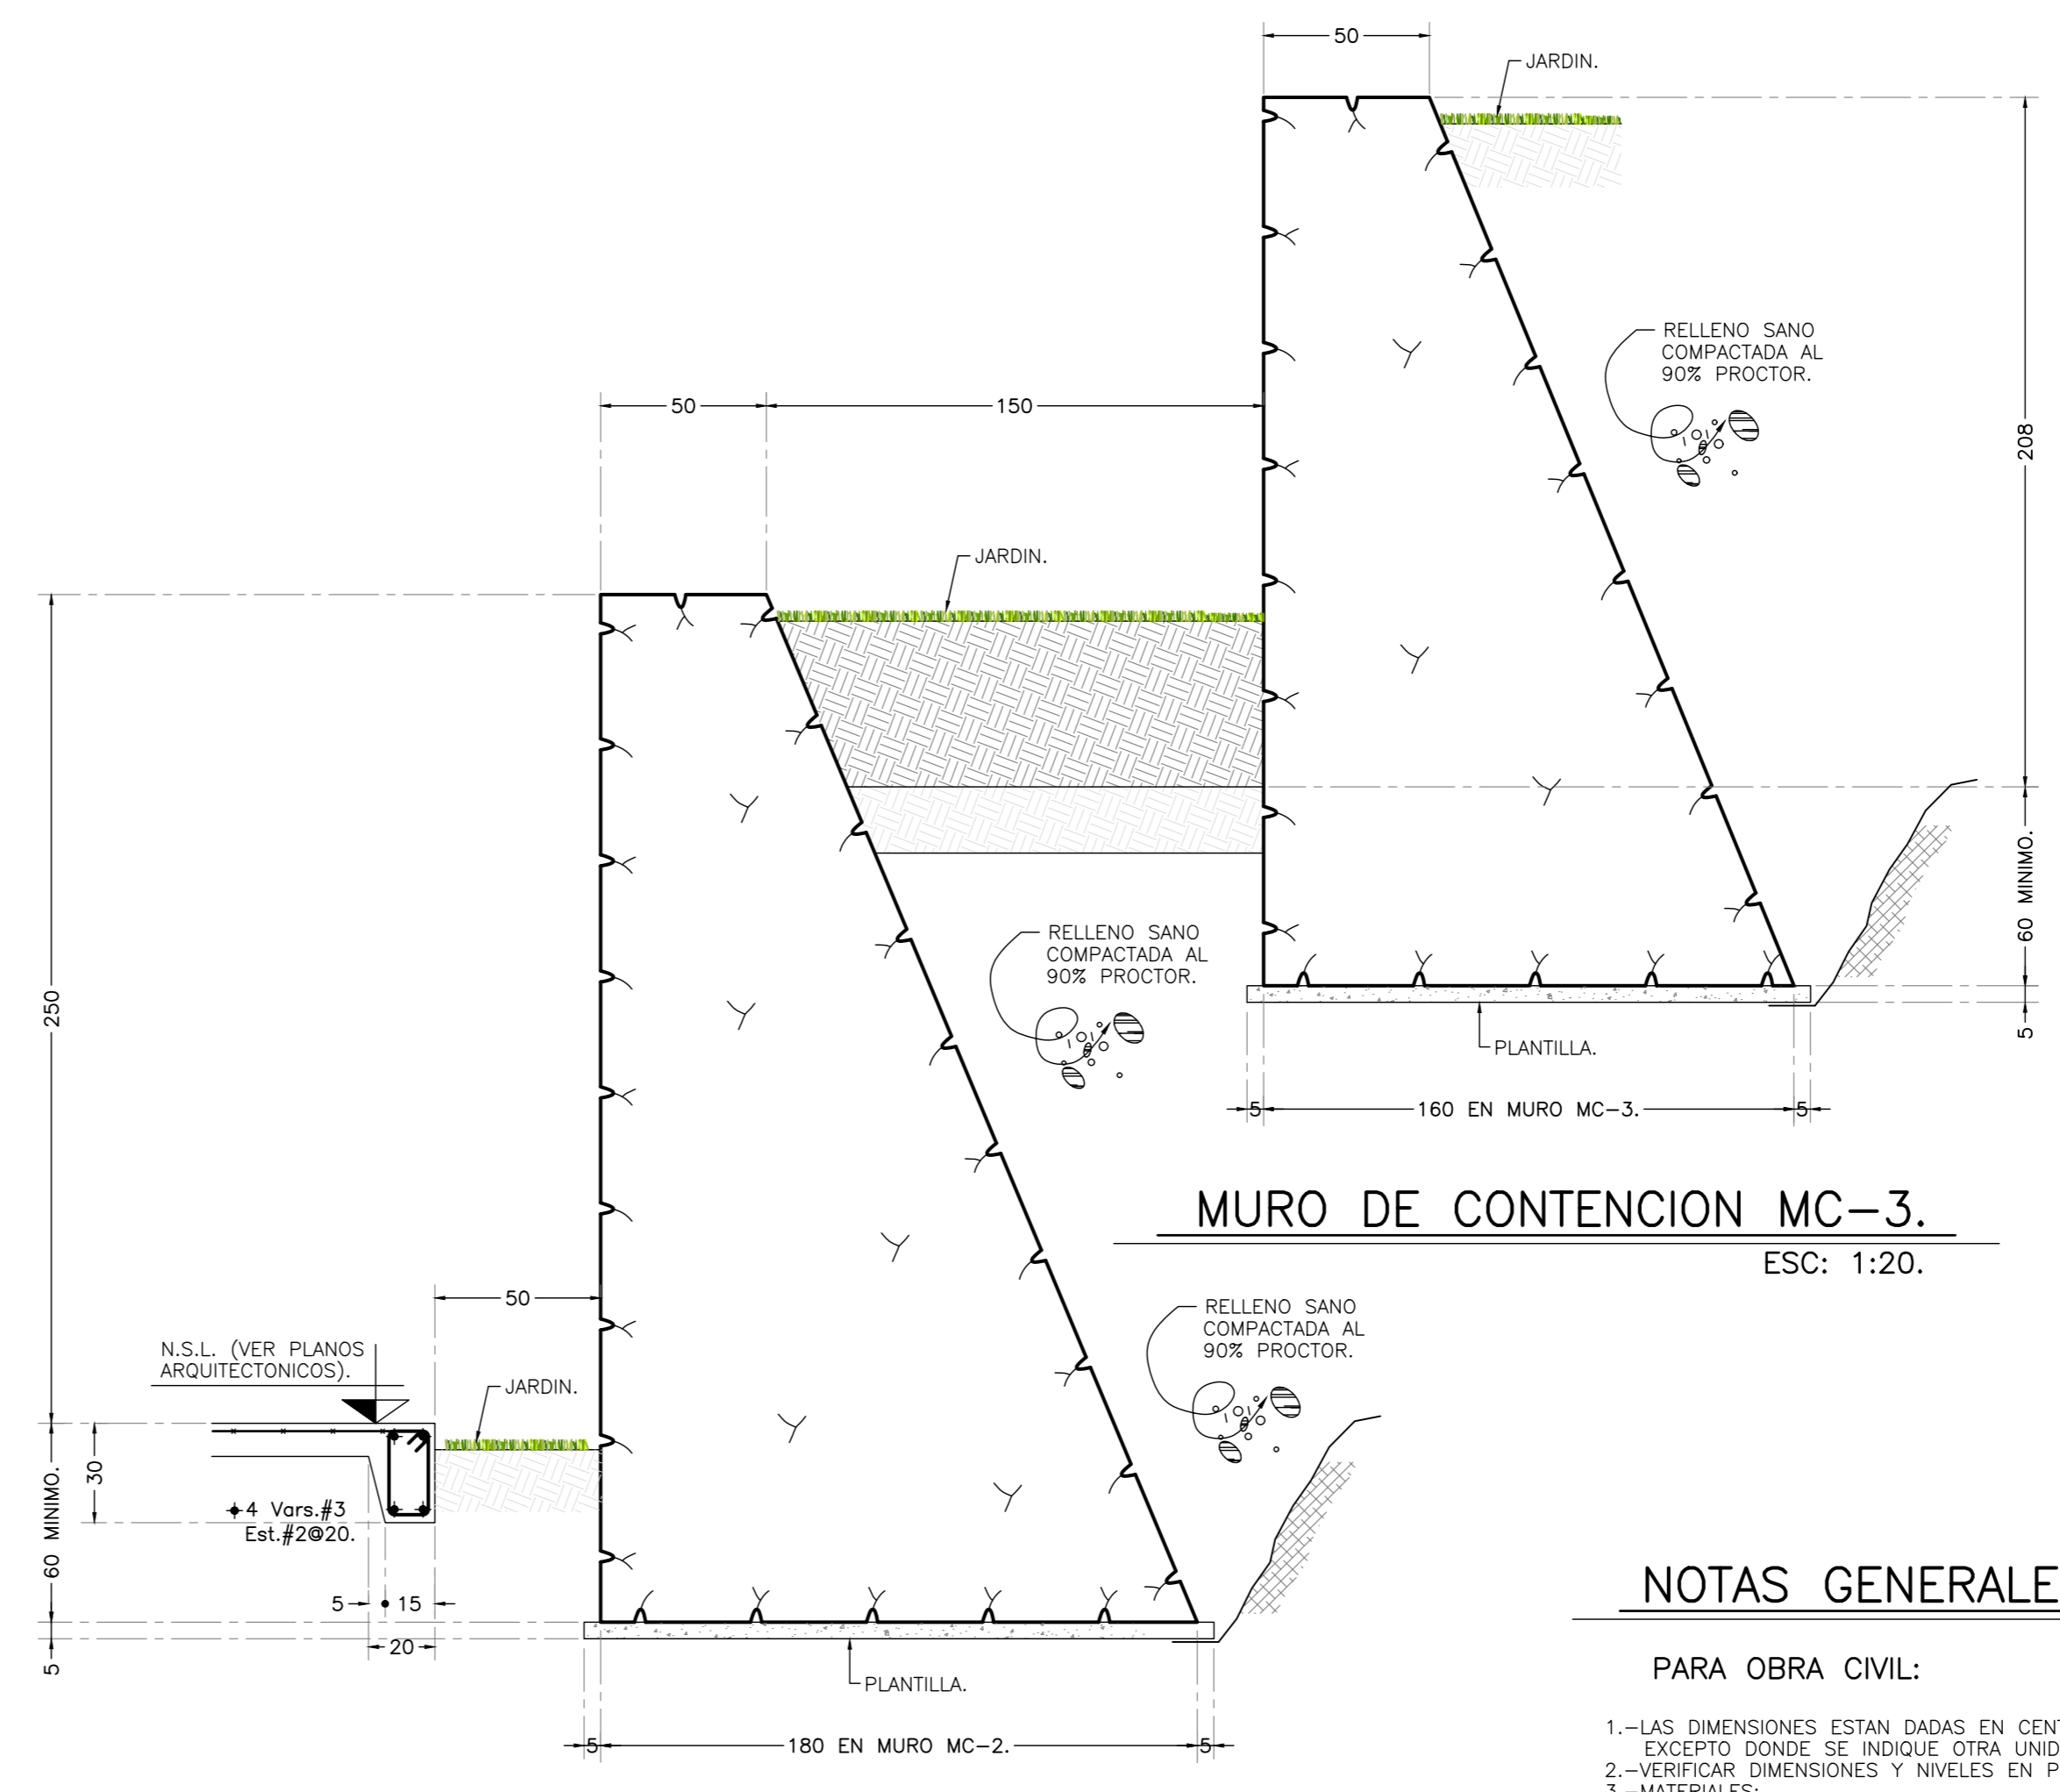 50
JARDIN.
RELLENO SANO
COMPACTADA AL
90% PROCTOR.
208
50
150
JARDIN.
250
60 MINIMO.
5
RELLENO SANO
COMPACTADA AL
90% PROCTOR.
PLANTILLA.
5
160 EN MURO MC-3.
5
MURO DE CONTENCION MC-3.
ESC: 1:20.
50
RELLENO SANO
COMPACTADA AL
90% PROCTOR.
N.S.L. (VER PLANOS
ARQUITECTONICOS).
JARDIN.
60 MINIMO.
30
4 Vars.#3
Est.#2@20.
5
15
20
5
PLANTILLA.
5
180 EN MURO MC-2.
5
NOTAS GENERALE
PARA OBRA CIVIL:
1.-LAS DIMENSIONES ESTAN DADAS EN CENT
EXCEPTO DONDE SE INDIQUE OTRA UNID
2.-VERIFICAR DIMENSIONES Y NIVELES EN P
3.-MATERIALES: